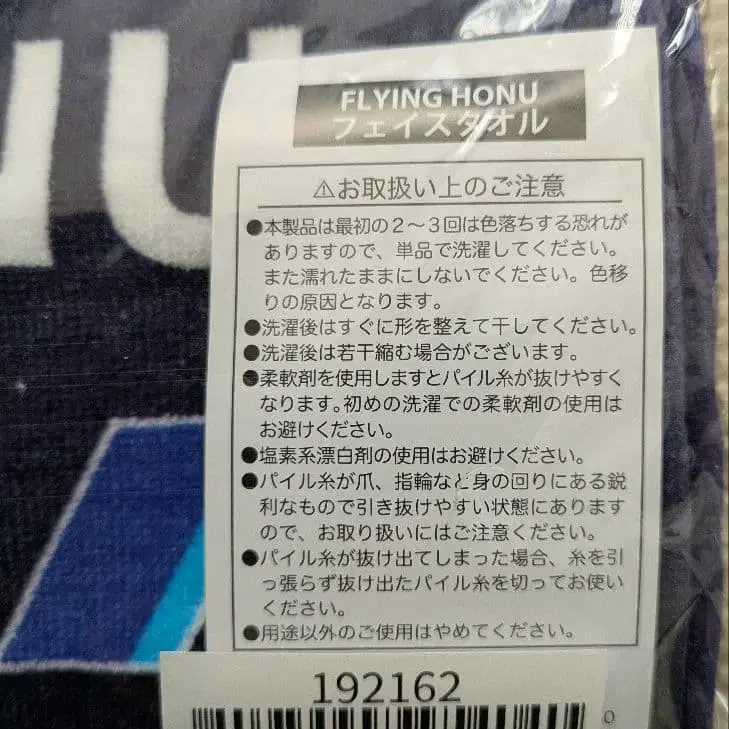 FLYING HONU
フェイスタオル
⚠お取扱い上のご注意
●本製品は最初の2～3回は色落ちする恐れが
ありますので、単品で洗濯してください。
また濡れたままにしないでください。色移
りの原因となります。
●洗濯後はすぐに形を整えて干してください。
●洗濯後は若干縮む場合がございます。
●柔軟剤を使用しますとパイル糸が抜けやすく
なります。初めの洗濯での柔軟剤の使用は
お避けください。
●塩素系漂白剤の使用はお避けください。
●パイル糸が爪、指輪など身の回りにある鋭
利なもので引き抜けやすい状態にあります
ので、お取り扱いにはご注意ください。
●パイル糸が抜け出てしまった場合、糸を引
っ張らず抜け出たパイル糸を切ってお使い
ください。
●用途以外のご使用はやめてください。
192162
0